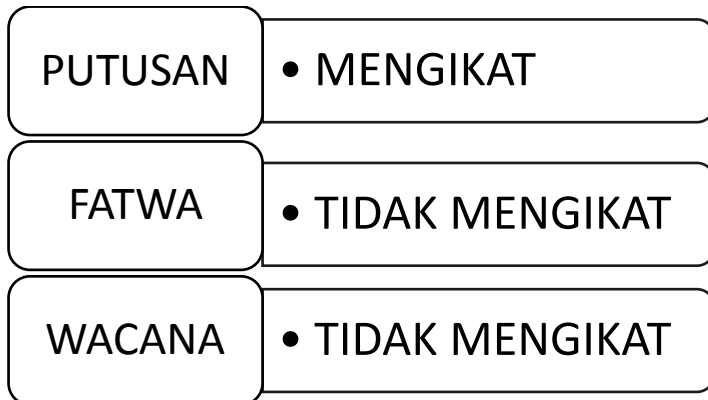 PUTUSAN
• MENGIKAT
FATWA
• TIDAK MENGIKAT
WACANA
• TIDAK MENGIKAT